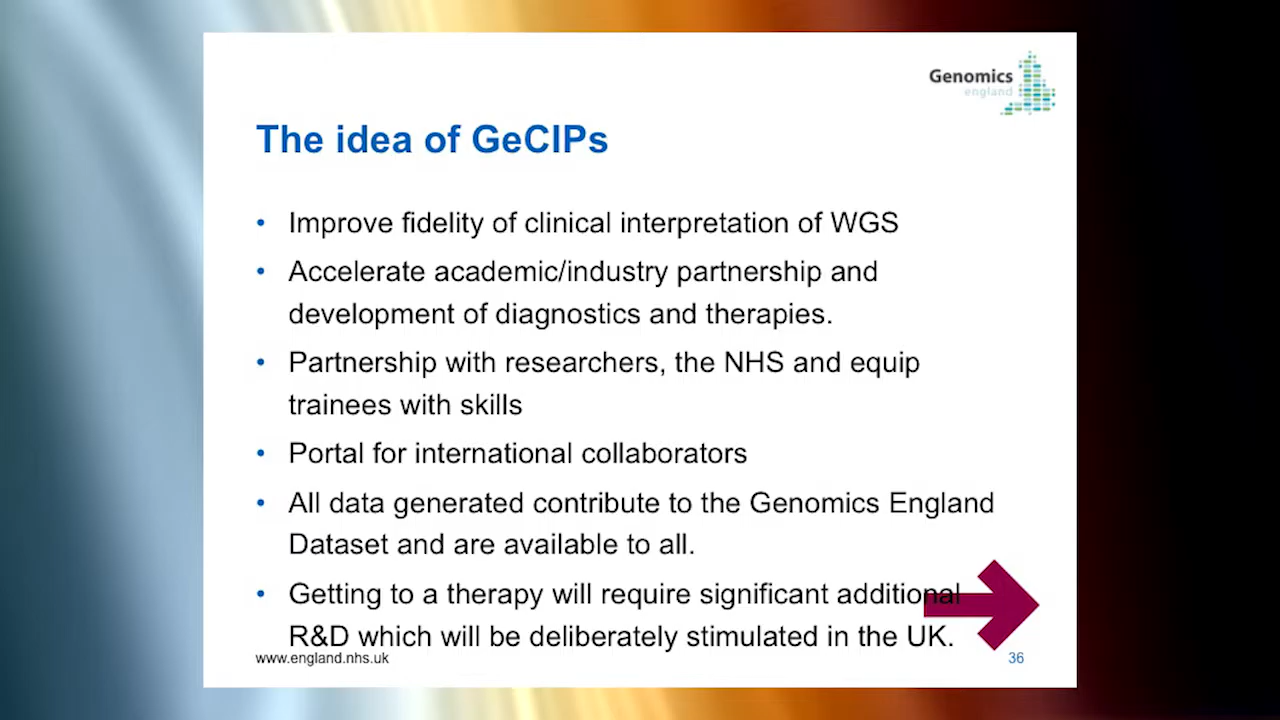 Genomics
england
The idea of GeCIPs
• Improve fidelity of clinical interpretation of WGS
• Accelerate academic/industry partnership and
development of diagnostics and therapies.
• Partnership with researchers, the NHS and equip
trainees with skills
• Portal for international collaborators
• All data generated contribute to the Genomics England
Dataset and are available to all.
• Getting to a therapy will require significant additional
R&D which will be deliberately stimulated in the UK.
www.england.nhs.uk
36